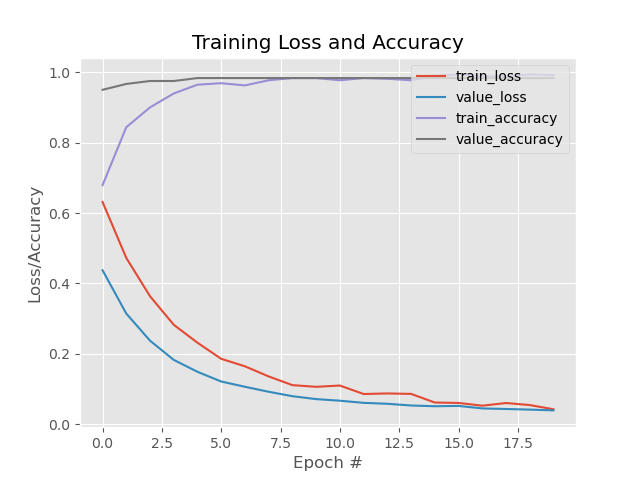 Training Loss and Accuracy
1.0
0.8
0.6
0.4
0.2
0.0
Loss/Accuracy
train_loss
value_loss
train_accuracy
value_accuracy
0.0 2.5 5.0 7.5 10.0 12.5 15.0 17.5
Epoch #